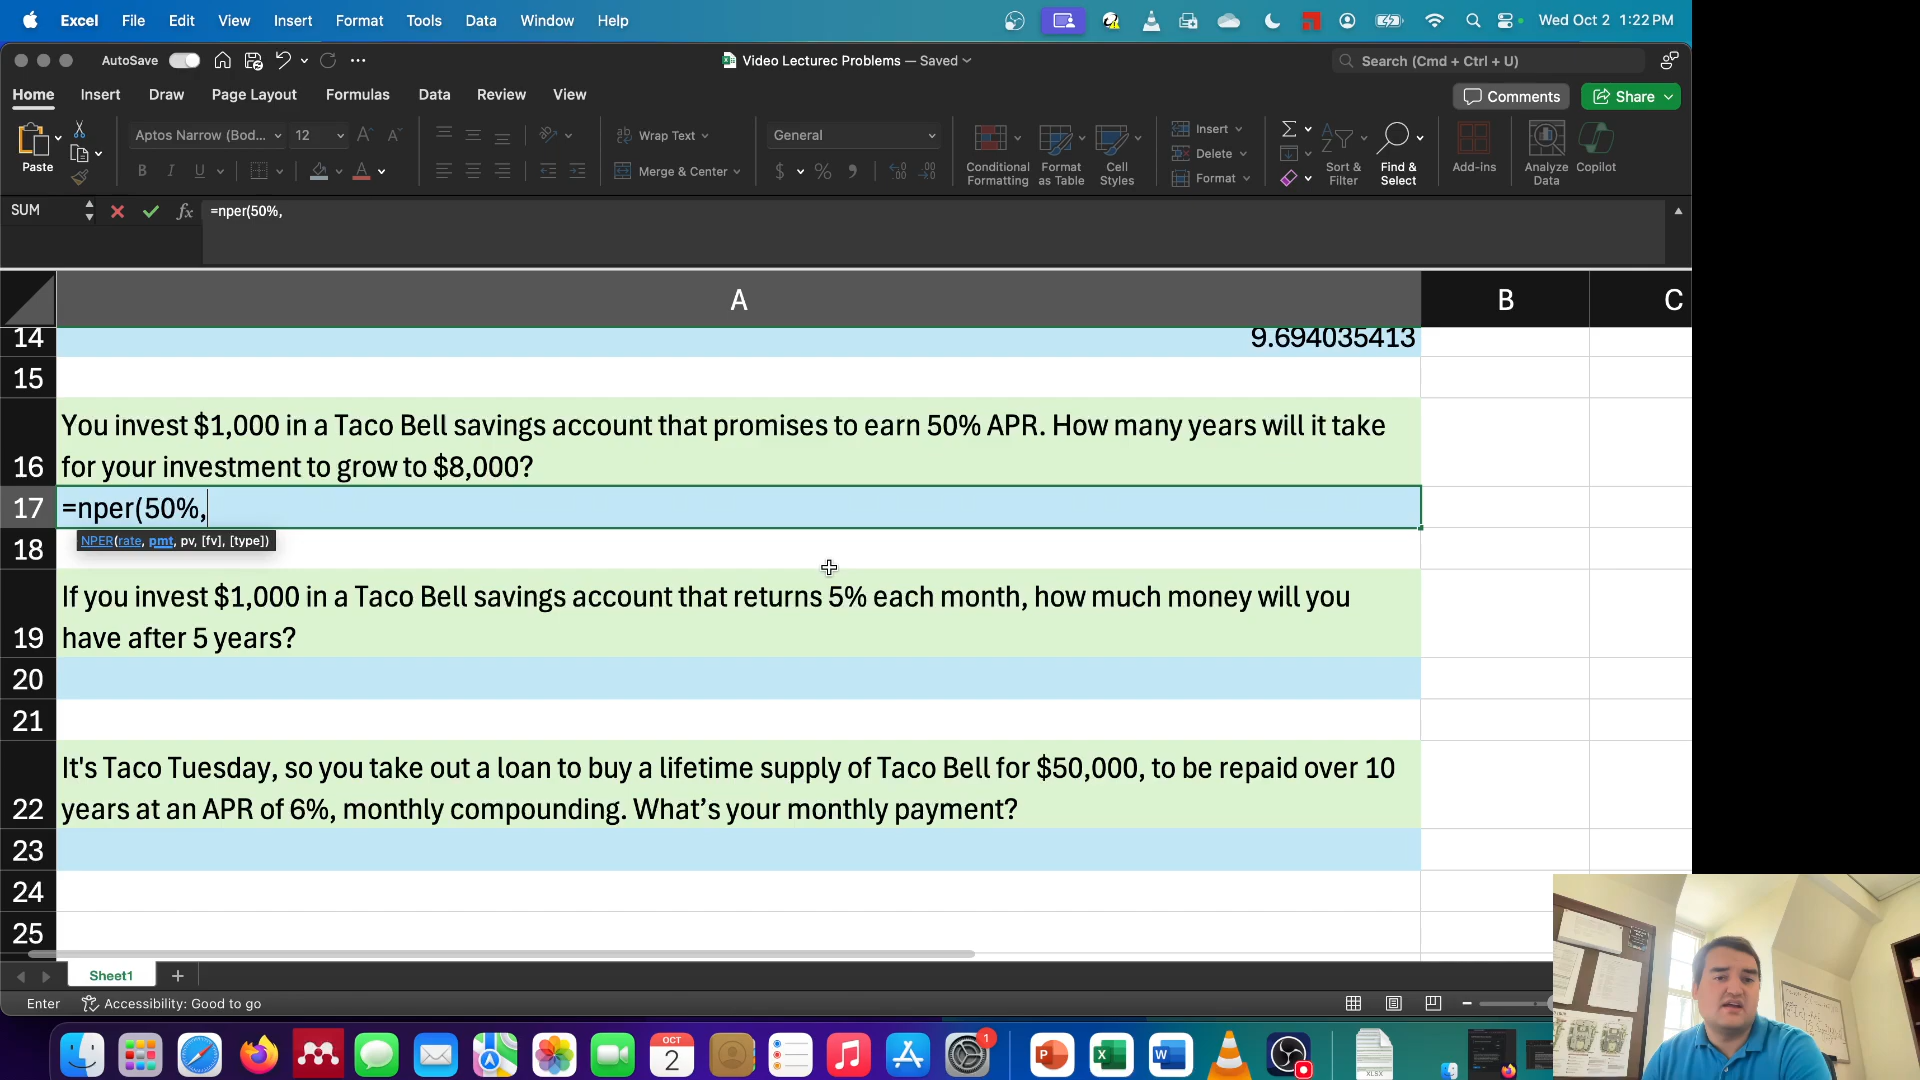 Excel File Edit View Insert Format Tools Data Window Help Wed Oct 2 1:22 PM
AutoSave Video Lecturec Problems — Saved Search (Cmd + Ctrl + U)
Home Insert Draw Page Layout Formulas Data Review View Comments Share
Paste Aptos Narrow (Bod... 12 A A Wrap Text General Insert Delete Format
B I U A Merge & Center $ % Conditional Formatting Format as Table Cell Styles Sort & Filter Find & Select Add-ins Analyze Data Copilot
SUM fx =nper(50%,
A B C
14 9.694035413
15
You invest $1,000 in a Taco Bell savings account that promises to earn 50% APR. How many years will it take
16 for your investment to grow to $8,000?
17 =nper(50%,
NPER(rate, pmt, pv, [fv], [type])
18
If you invest $1,000 in a Taco Bell savings account that returns 5% each month, how much money will you
19 have after 5 years?
20
21
It's Taco Tuesday, so you take out a loan to buy a lifetime supply of Taco Bell for $50,000, to be repaid over 10
22 years at an APR of 6%, monthly compounding. What’s your monthly payment?
23
24
25
Sheet1
Enter Accessibility: Good to go
OCT
2
1
P X W
XLSX